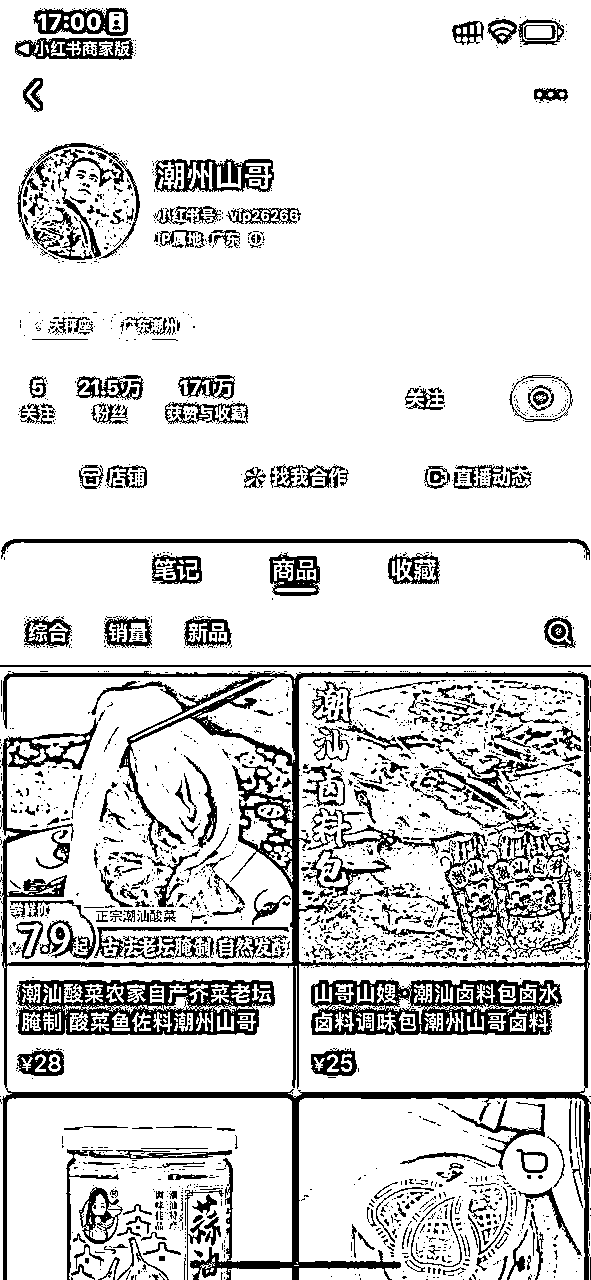 17:00
小红书商家版
潮州山哥
小红书号：vip26266
IP属地：广东
天秤座 广东潮州
5 21.5万 171万
关注 粉丝 获赞与收藏
关注
店铺 找我合作 直播动态
笔记 商品 收藏
综合 销量 新品
潮汕卤料包
正宗潮汕酸菜
7.9起 古法老坛腌制 自然发酵
潮汕酸菜农家自产芥菜老坛
腌制 酸菜鱼佐料潮州山哥
¥28
山哥山嫂•潮汕卤料包卤水
卤料调味包 潮州山哥卤料
¥25
蒜油